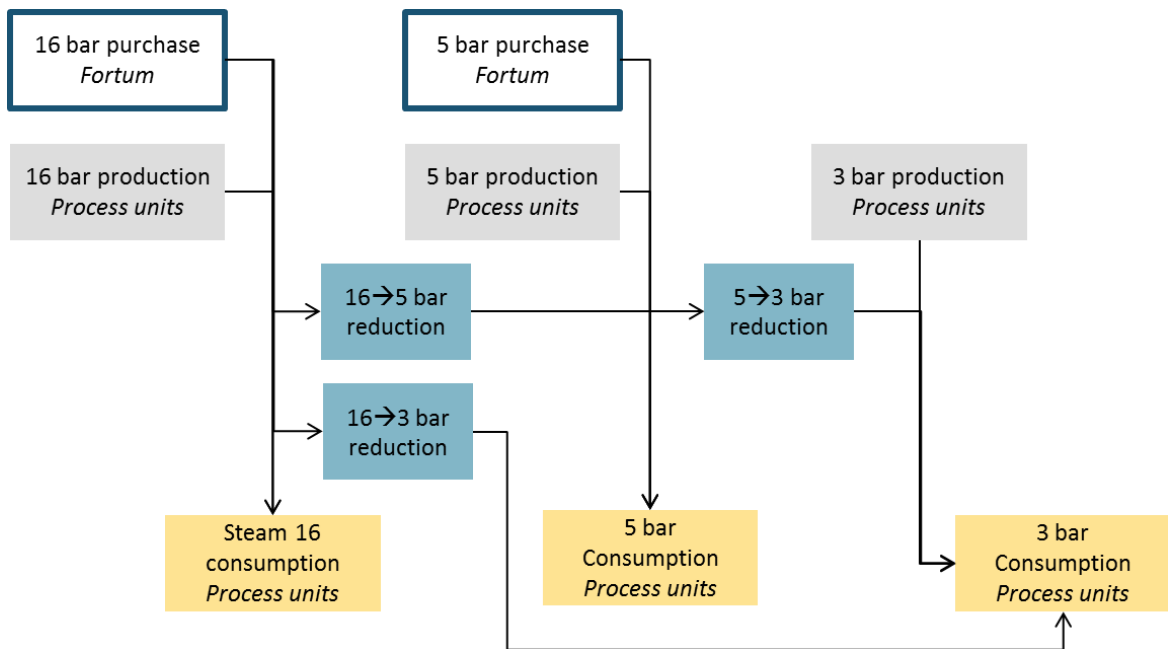 16 bar purchase
Fortum
5 bar purchase
Fortum
16 bar production
Process units
5 bar production
Process units
3 bar production
Process units
16→5 bar
reduction
5→3 bar
reduction
16→3 bar
reduction
Steam 16
consumption
Process units
5 bar
Consumption
Process units
3 bar
Consumption
Process units